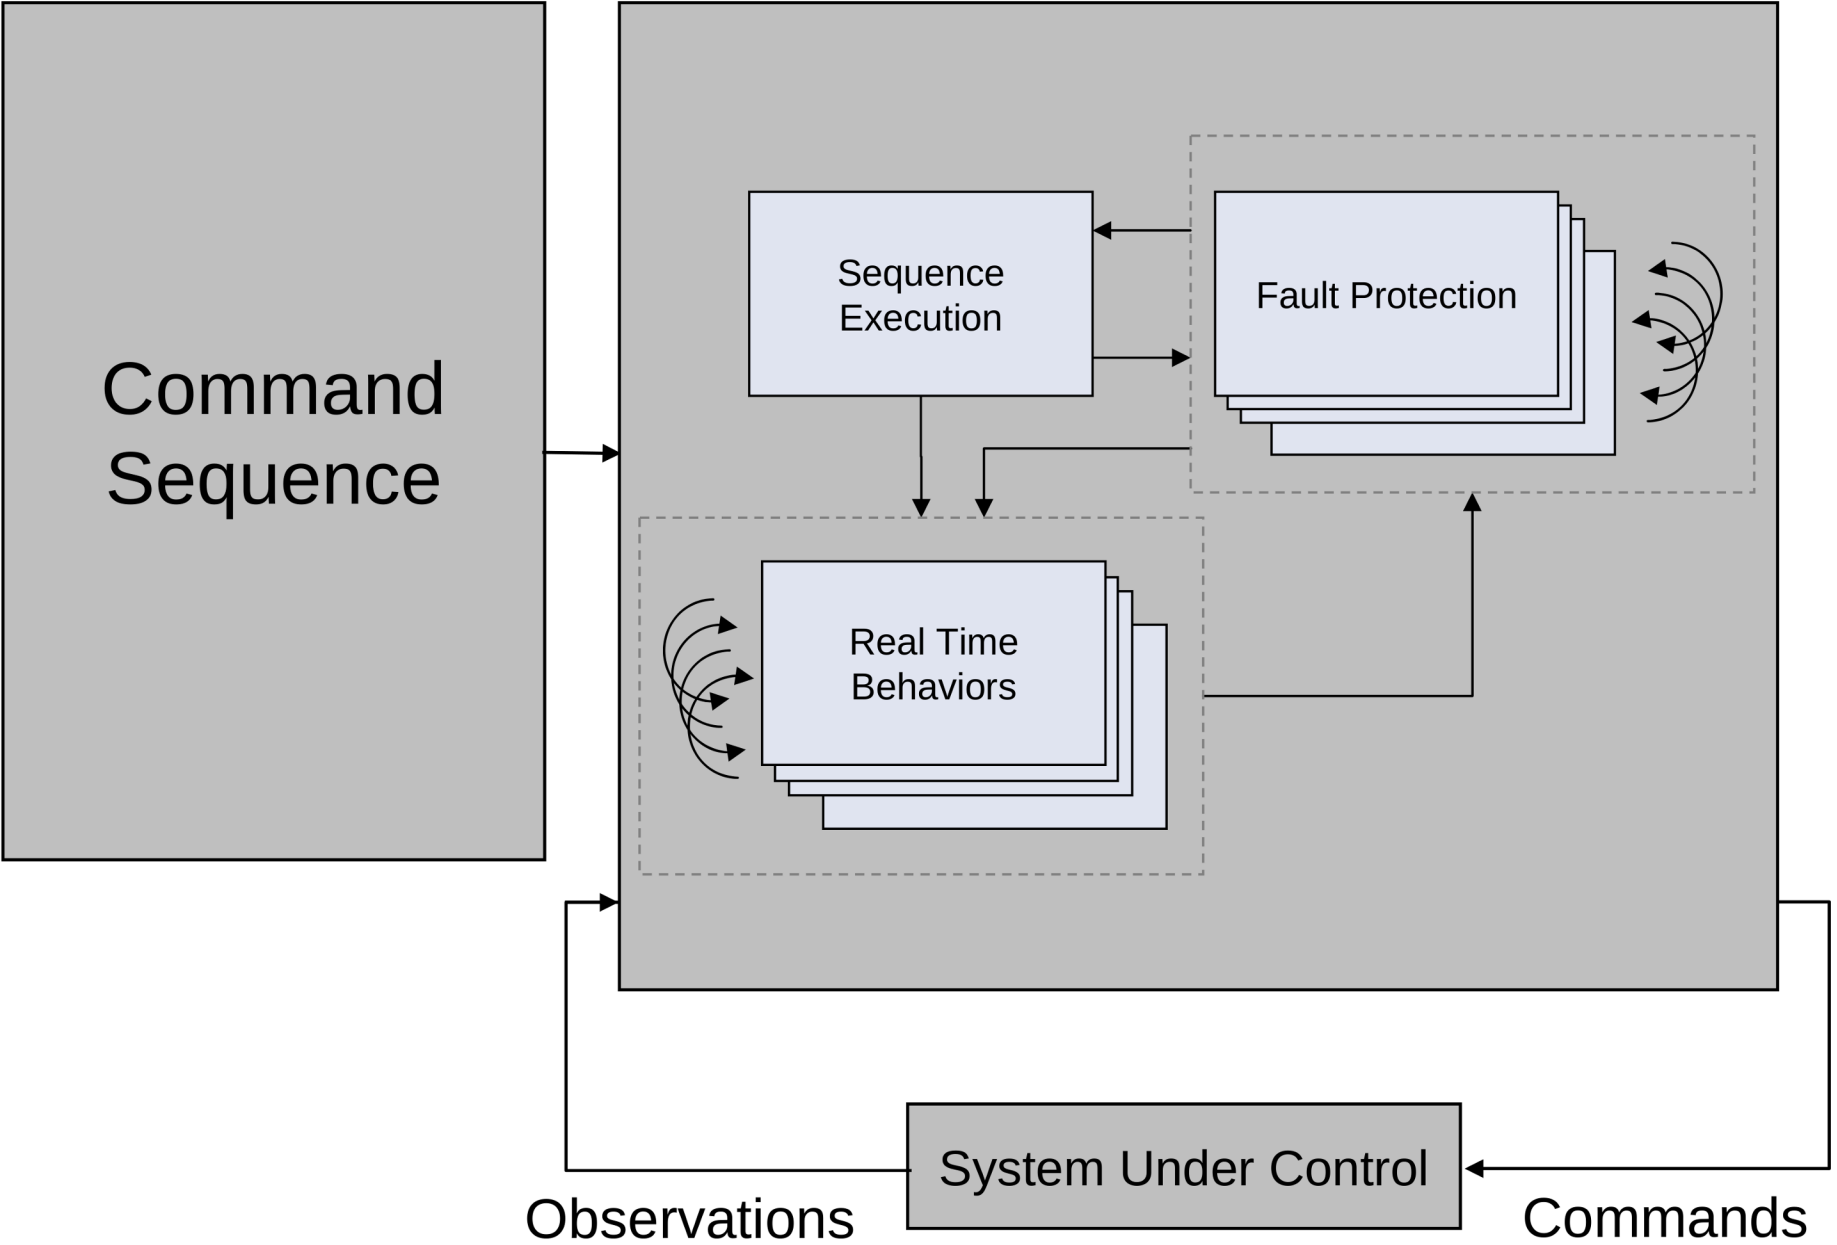 Command
Sequence
Sequence
Execution
Fault Protection
Real Time
Behaviors
System Under Control
Observations
Commands